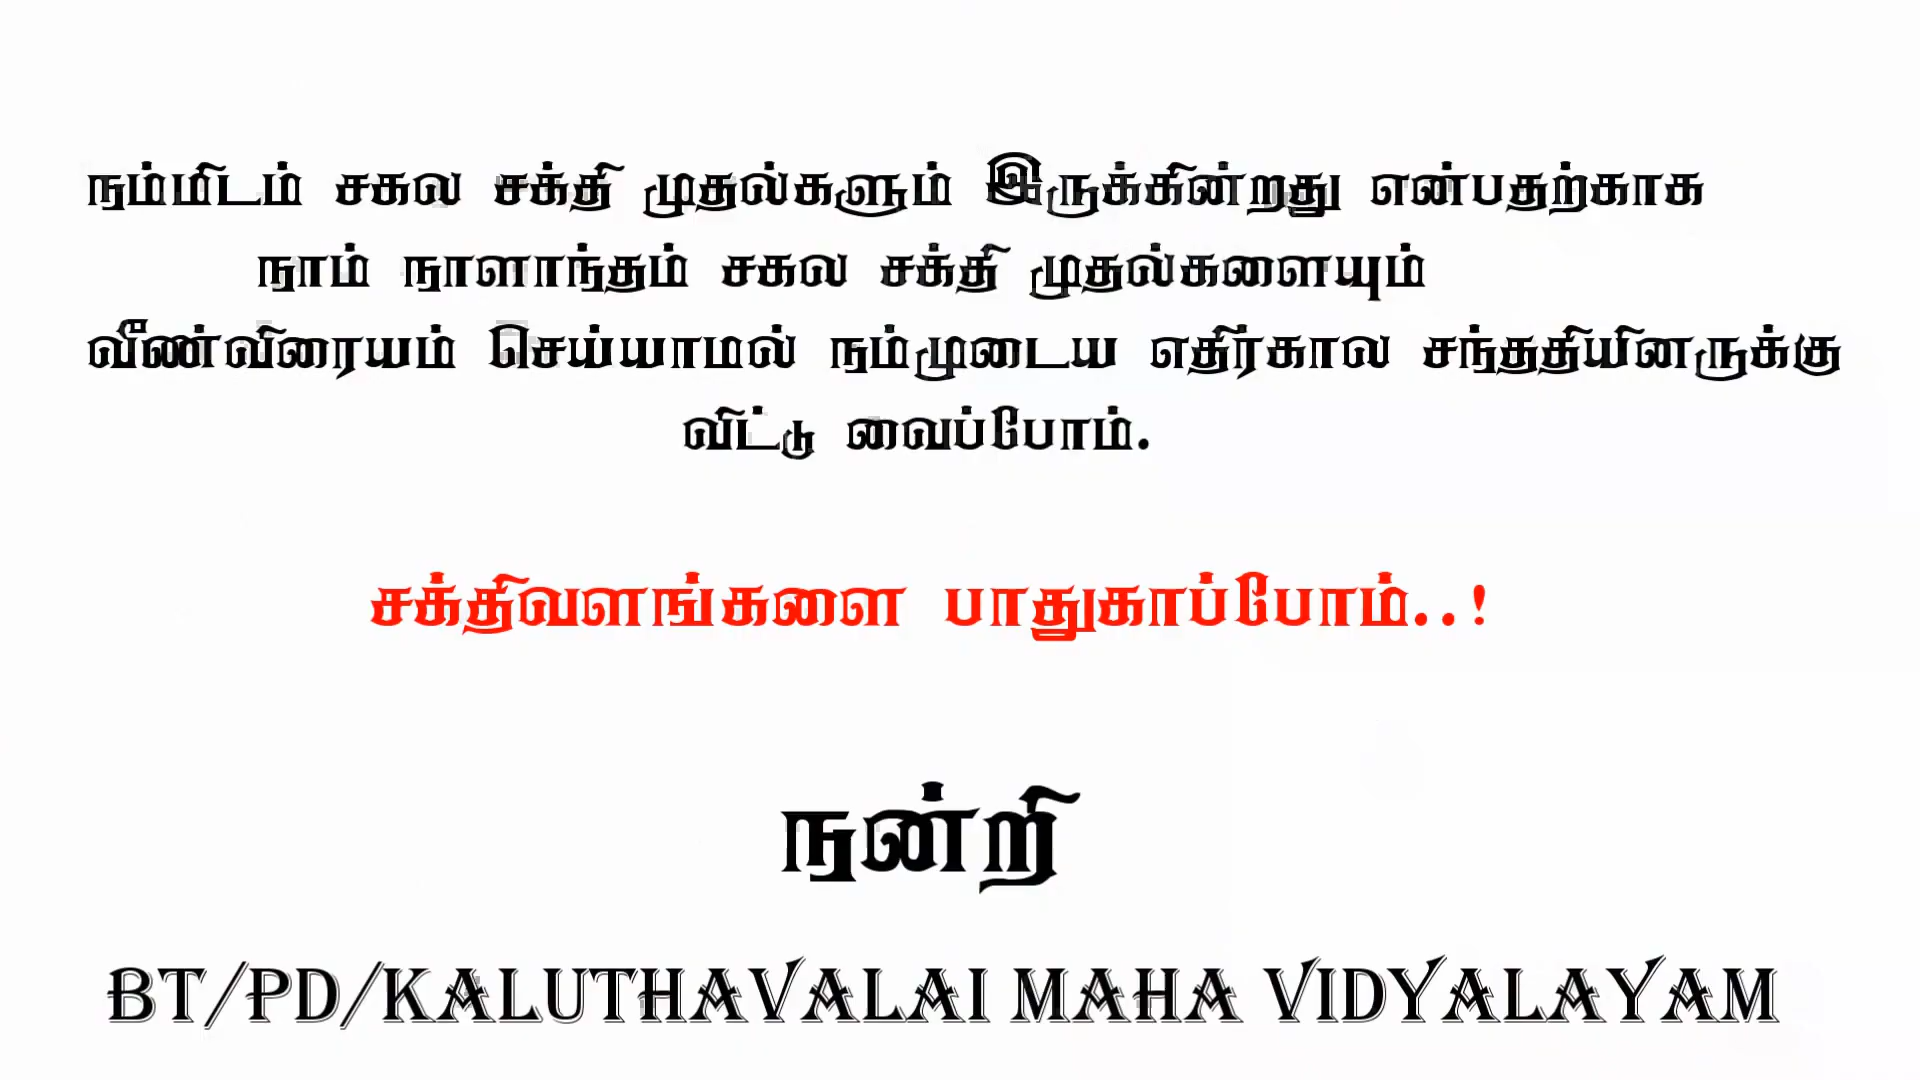 நம்மிடம் சகல சக்தி முதல்களும் இருக்கின்றது என்பதற்காக
நாம் நாளாந்தம் சகல சக்தி முதல்களையும்
வீண்விரையம் செய்யாமல் நம்முடைய எதிர்கால சந்ததியினருக்கு
விட்டு வைப்போம்.
சக்திவளங்களை பாதுகாப்போம்..!
நன்றி
BT/PD/KALUTHAVALAI MAHA VIDYALAYAM